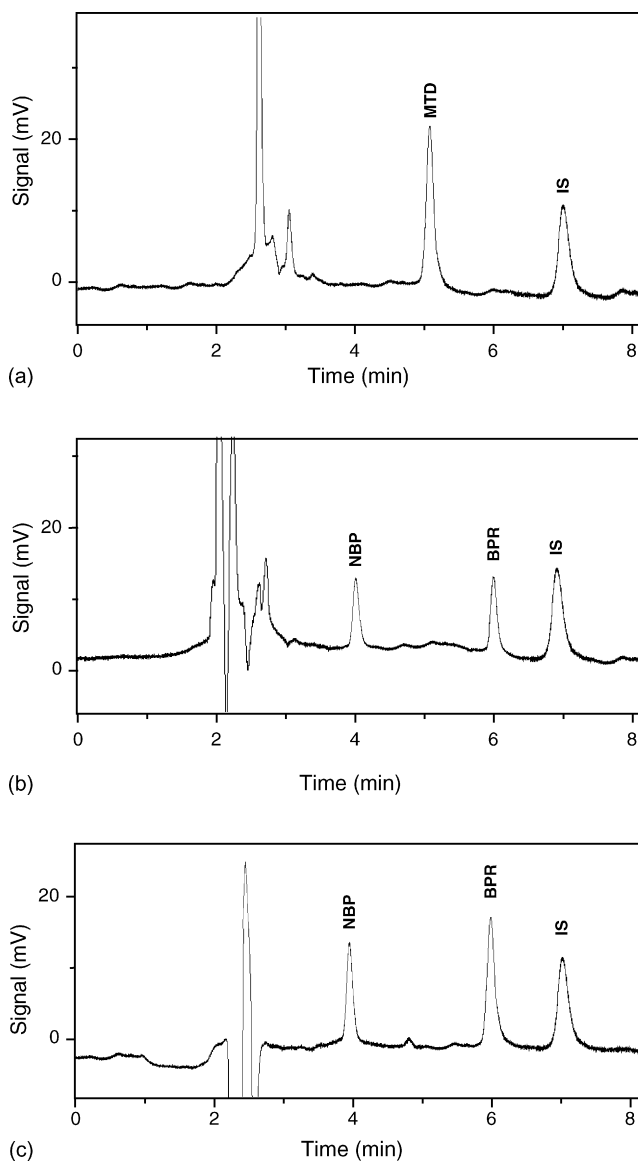 MTD
IS
Signal (mV)
20
0
0 2 4 6 8
Time (min)
(a)
NBP
BPR
IS
Signal (mV)
20
0
0 2 4 6 8
Time (min)
(b)
NBP
BPR
IS
Signal (mV)
20
0
0 2 4 6 8
Time (min)
(c)